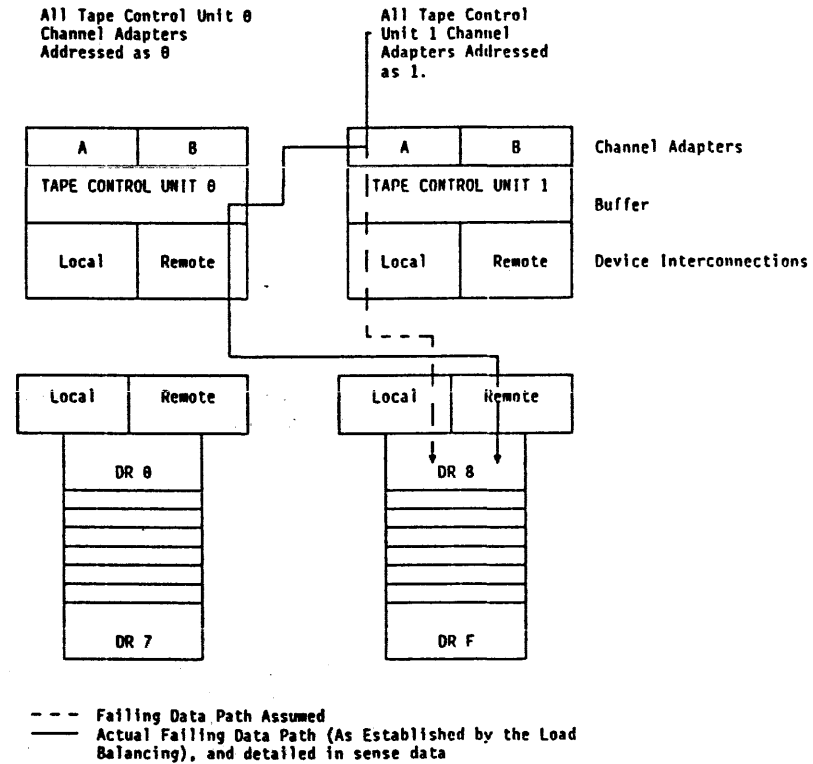 All Tape Control Unit 0
Channel Adapters
Addressed as 0
All Tape Control
Unit 1 Channel
Adapters Addressed
as 1.
A
B
A
B
Channel Adapters
TAPE CONTROL UNIT 0
TAPE CONTROL UNIT 1
Buffer
Local
Remote
Local
Remote
Device Interconnections
Local
Remote
Local
Remote
DR 0
DR 8
DR 7
DR F
Failing Data Path Assumed
Actual Failing Data Path (As Established by the Load
Balancing), and detailed in sense data